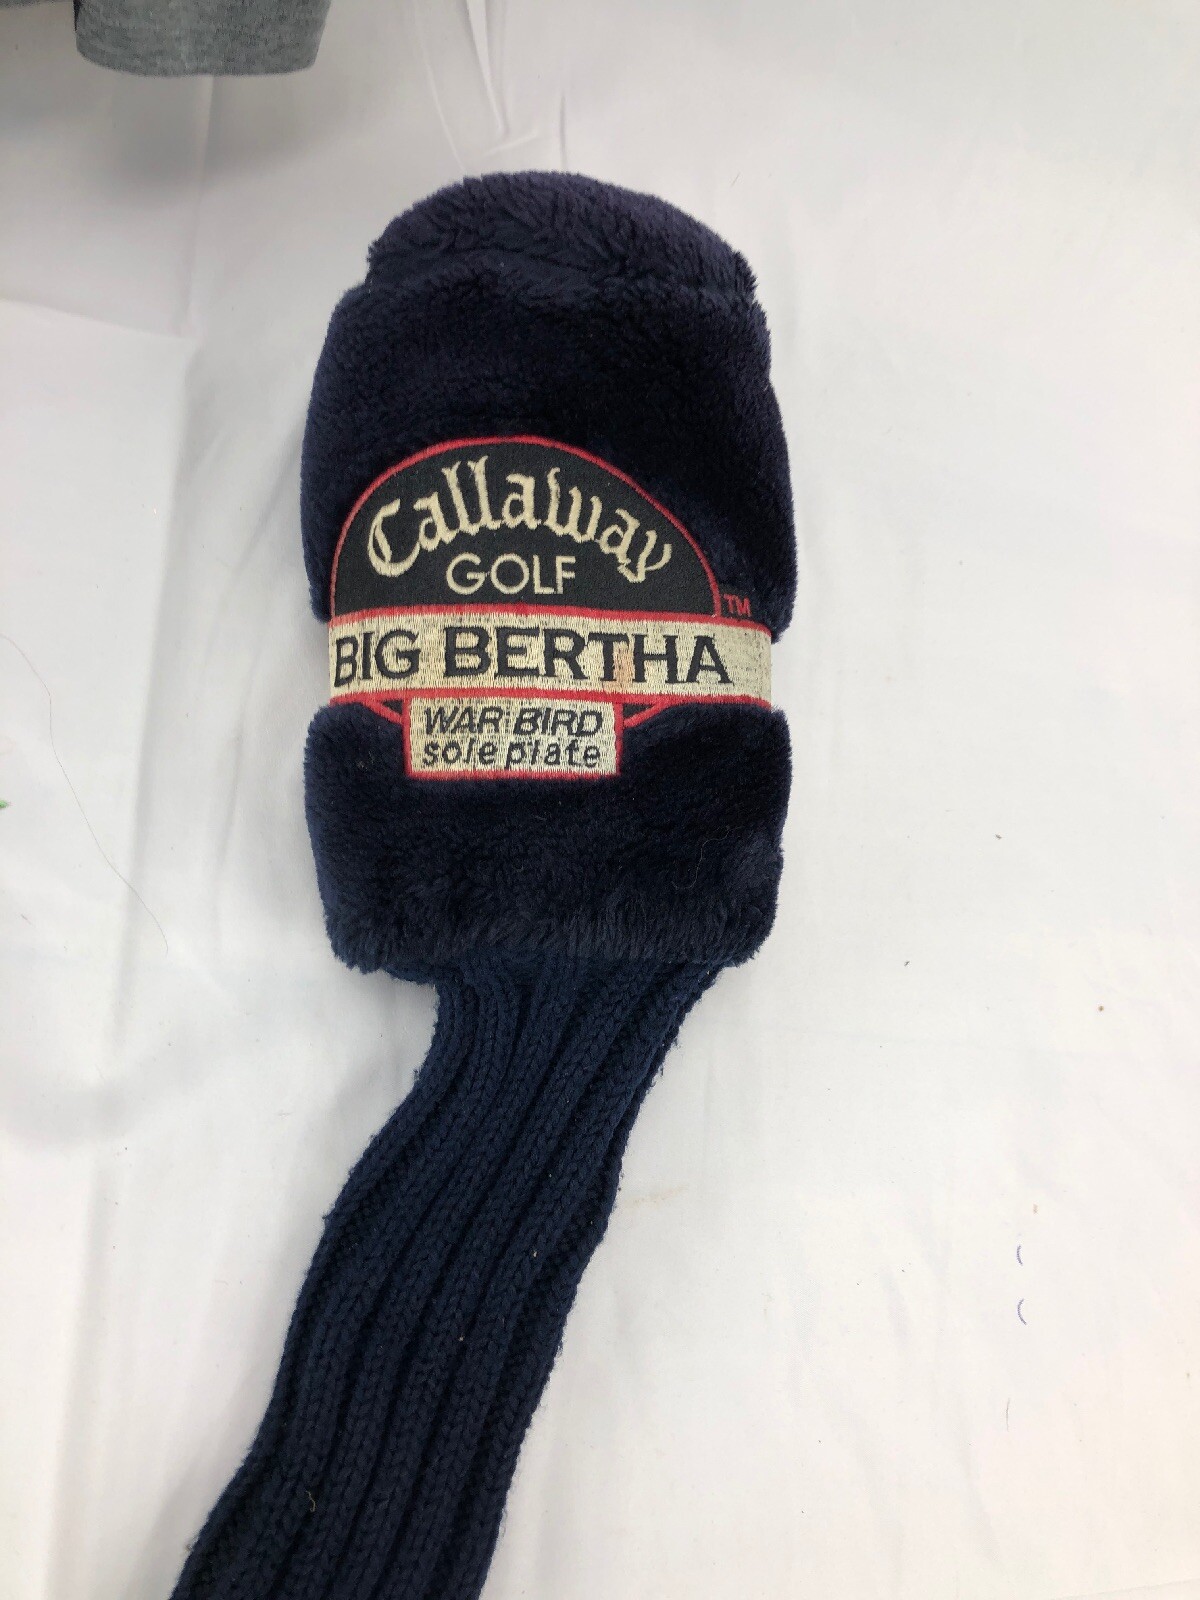 Callaway
GOLF
TM
BIG BERTHA
WAR BIRD
sole plate